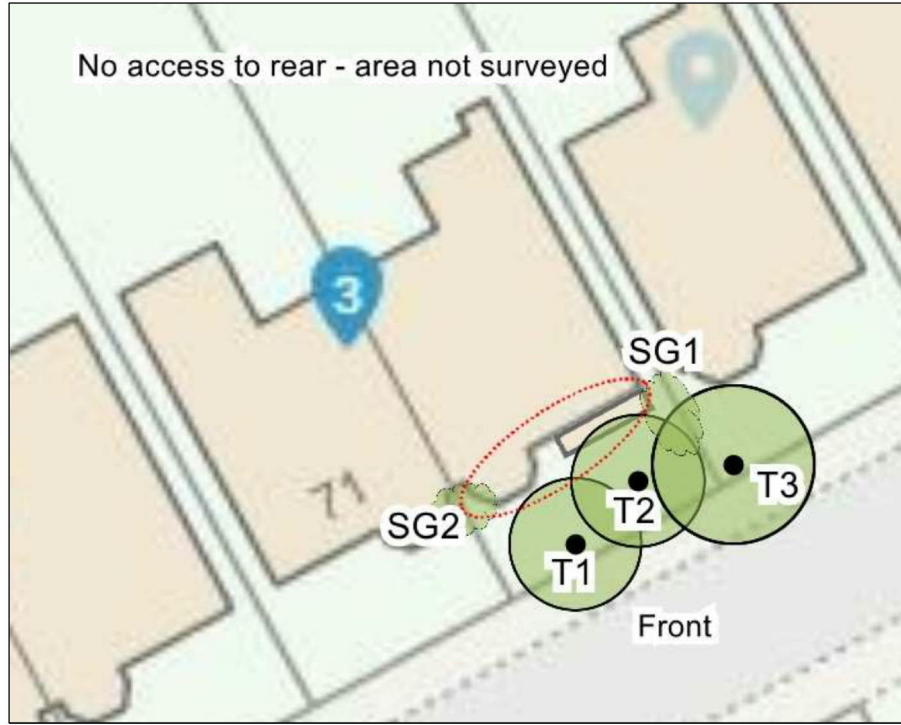 No access to rear - area not surveyed
3
SG1
71
SG2
T3
T2
T1
Front